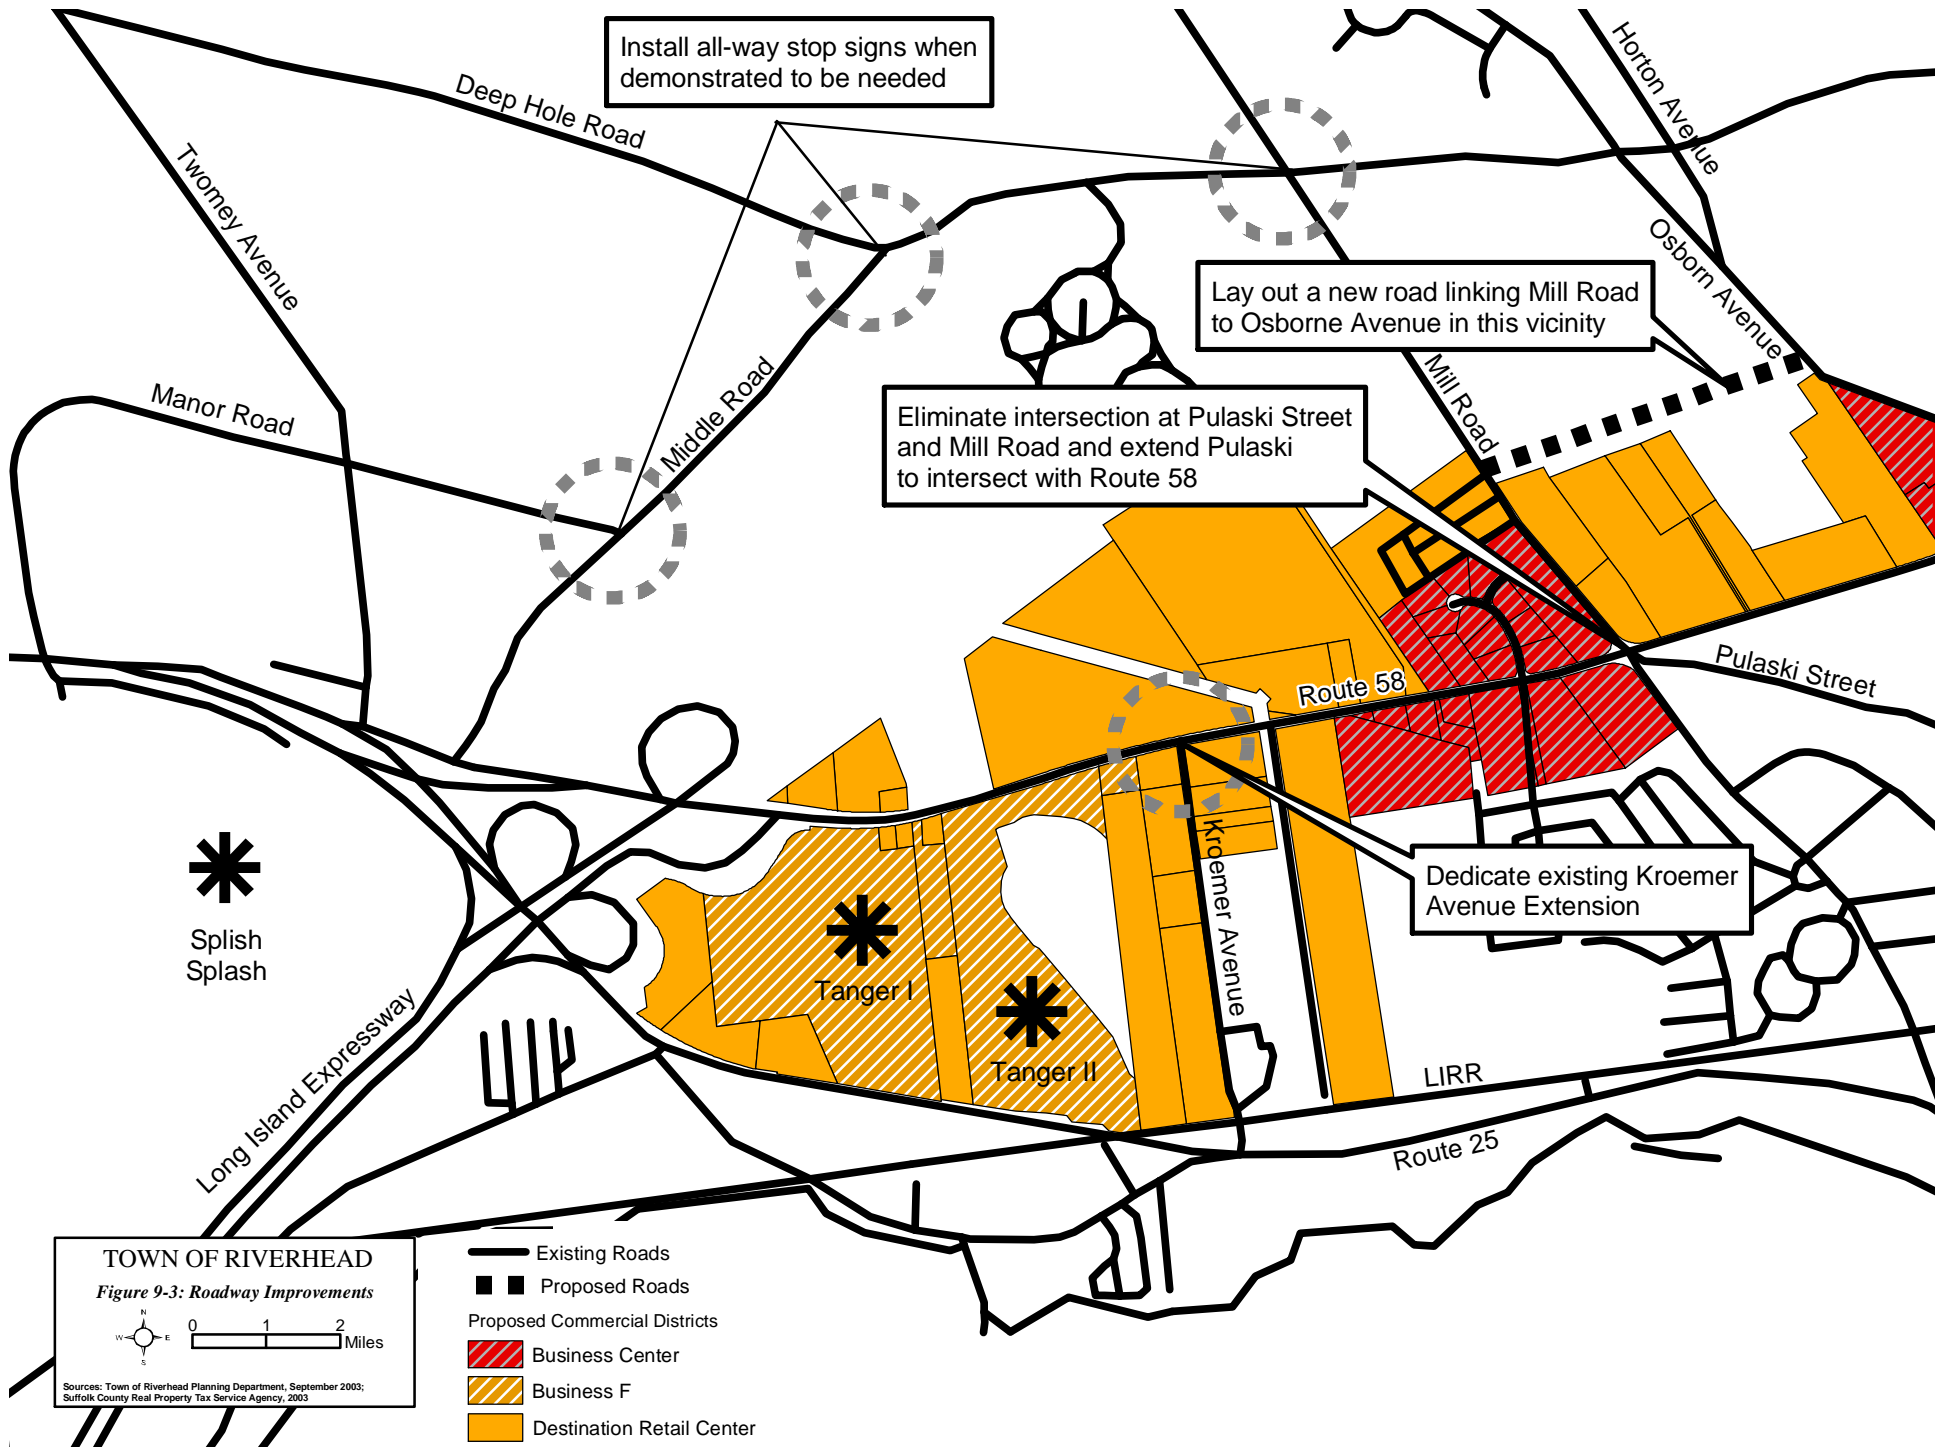 Install all-way stop signs when
demonstrated to be needed
Deep Hole Road
Horton Avenue
Twomey Avenue
Osborn Avenue
Lay out a new road linking Mill Road
to Osborne Avenue in this vicinity
Manor Road
Middle Road
Mill Road
Eliminate intersection at Pulaski Street
and Mill Road and extend Pulaski
to intersect with Route 58
Pulaski Street
Route 58
Kroemer Avenue
Dedicate existing Kroemer
Avenue Extension
Splish
Splash
Tanger I
Tanger II
Long Island Expressway
LIRR
Route 25
TOWN OF RIVERHEAD
Figure 9-3: Roadway Improvements
N
W E
S
0 1 2
Miles
Sources: Town of Riverhead Planning Department, September 2003;
Suffolk County Real Property Tax Service Agency, 2003
Existing Roads
Proposed Roads
Proposed Commercial Districts
Business Center
Business F
Destination Retail Center